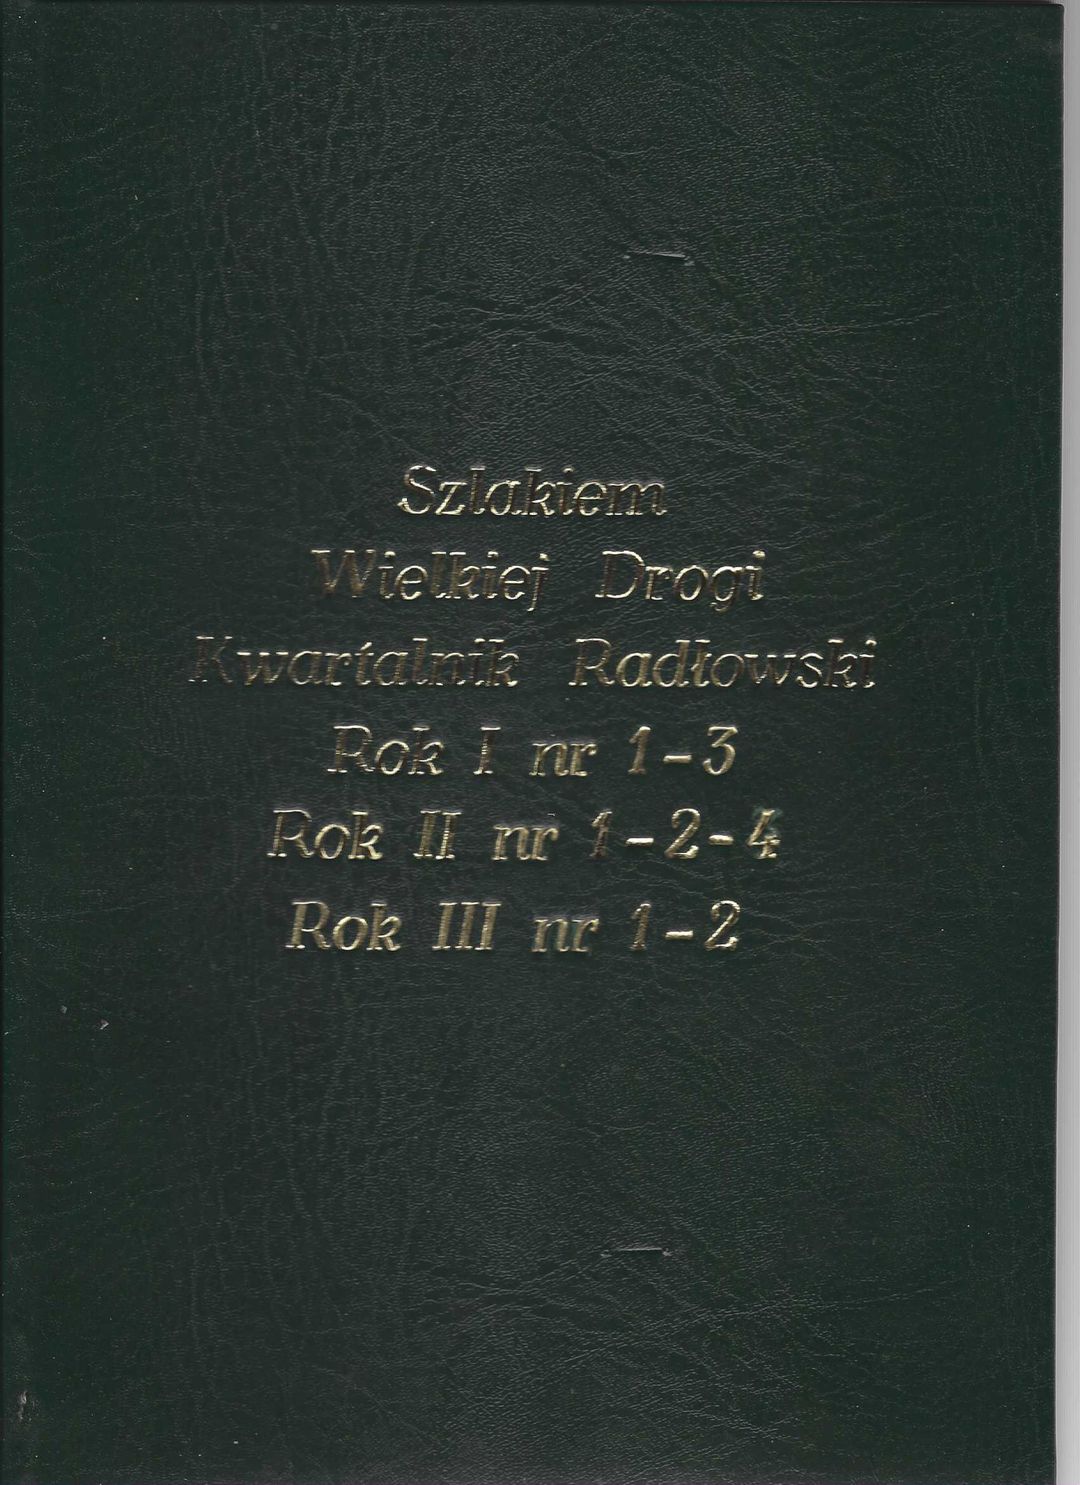 Szlakiem
Wielkiej Drogi
Kwartalnik Radłowski
Rok I nr 1-3
Rok II nr 1-2-4
Rok III nr 1-2